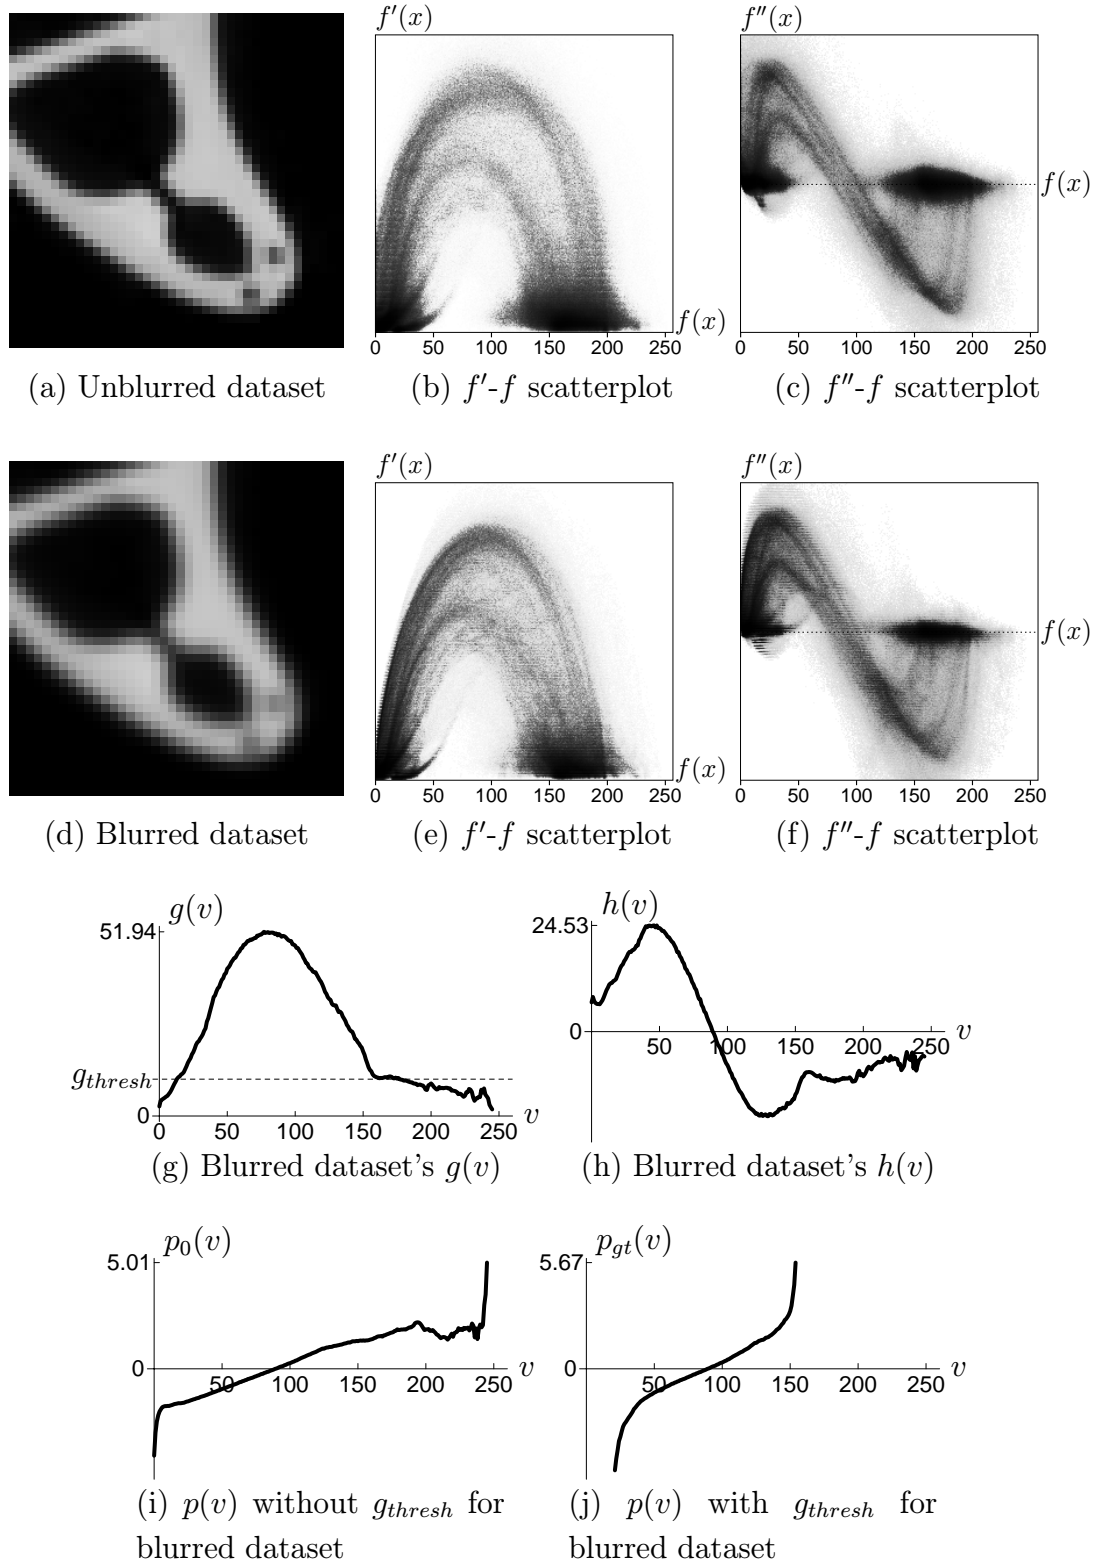 f′(x)
f(x)
0 50 100 150 200 250
f″(x)
f(x)
0 50 100 150 200 250
(a) Unblurred dataset
(b) f′-f scatterplot
(c) f″-f scatterplot
f′(x)
f(x)
0 50 100 150 200 250
f″(x)
f(x)
0 50 100 150 200 250
(d) Blurred dataset
(e) f′-f scatterplot
(f) f″-f scatterplot
g(v)
51.94
g_thresh
0
v
0 50 100 150 200 250
(g) Blurred dataset's g(v)
h(v)
24.53
0
v
50 100 150 200 250
(h) Blurred dataset's h(v)
p_0(v)
5.01
0
v
50 100 150 200 250
(i) p(v) without g_thresh for
blurred dataset
p_gt(v)
5.67
0
v
50 100 150 200 250
(j) p(v) with g_thresh for
blurred dataset